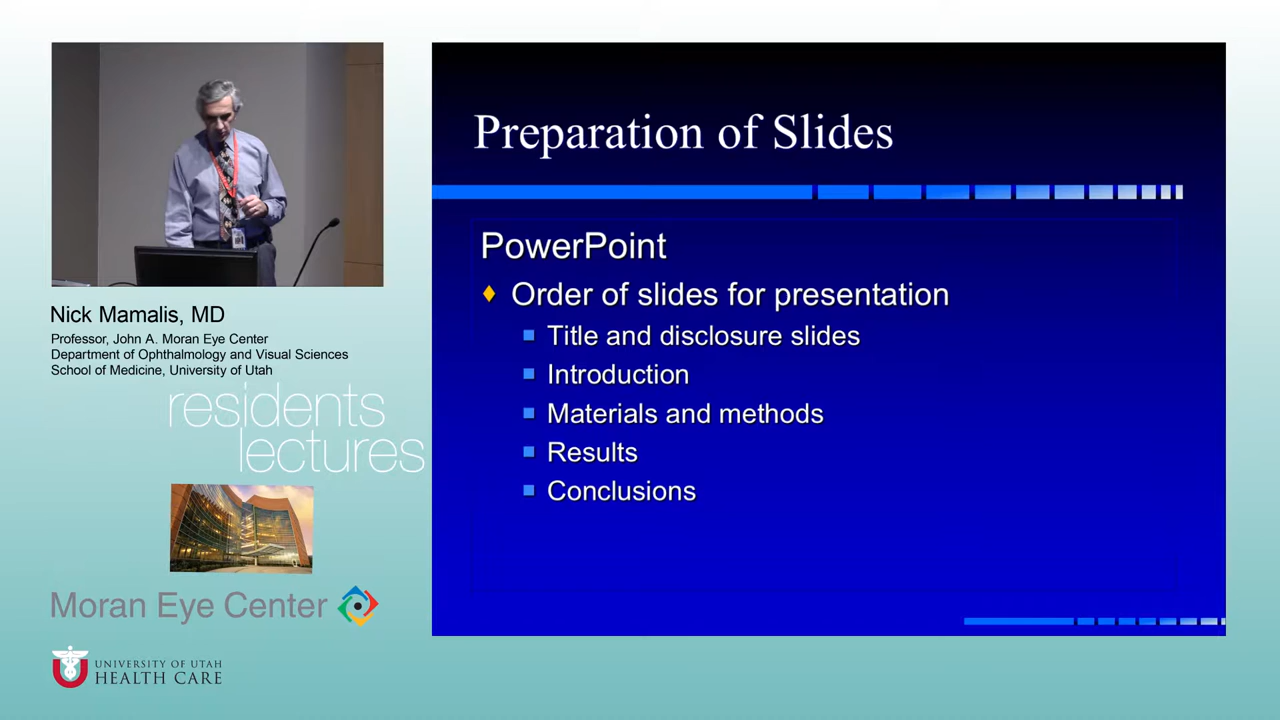 Preparation of Slides
PowerPoint
Order of slides for presentation
Title and disclosure slides
Introduction
Materials and methods
Results
Conclusions
Nick Mamalis, MD
Professor, John A. Moran Eye Center
Department of Ophthalmology and Visual Sciences
School of Medicine, University of Utah
residents
lectures
Moran Eye Center
UNIVERSITY OF UTAH
HEALTH CARE